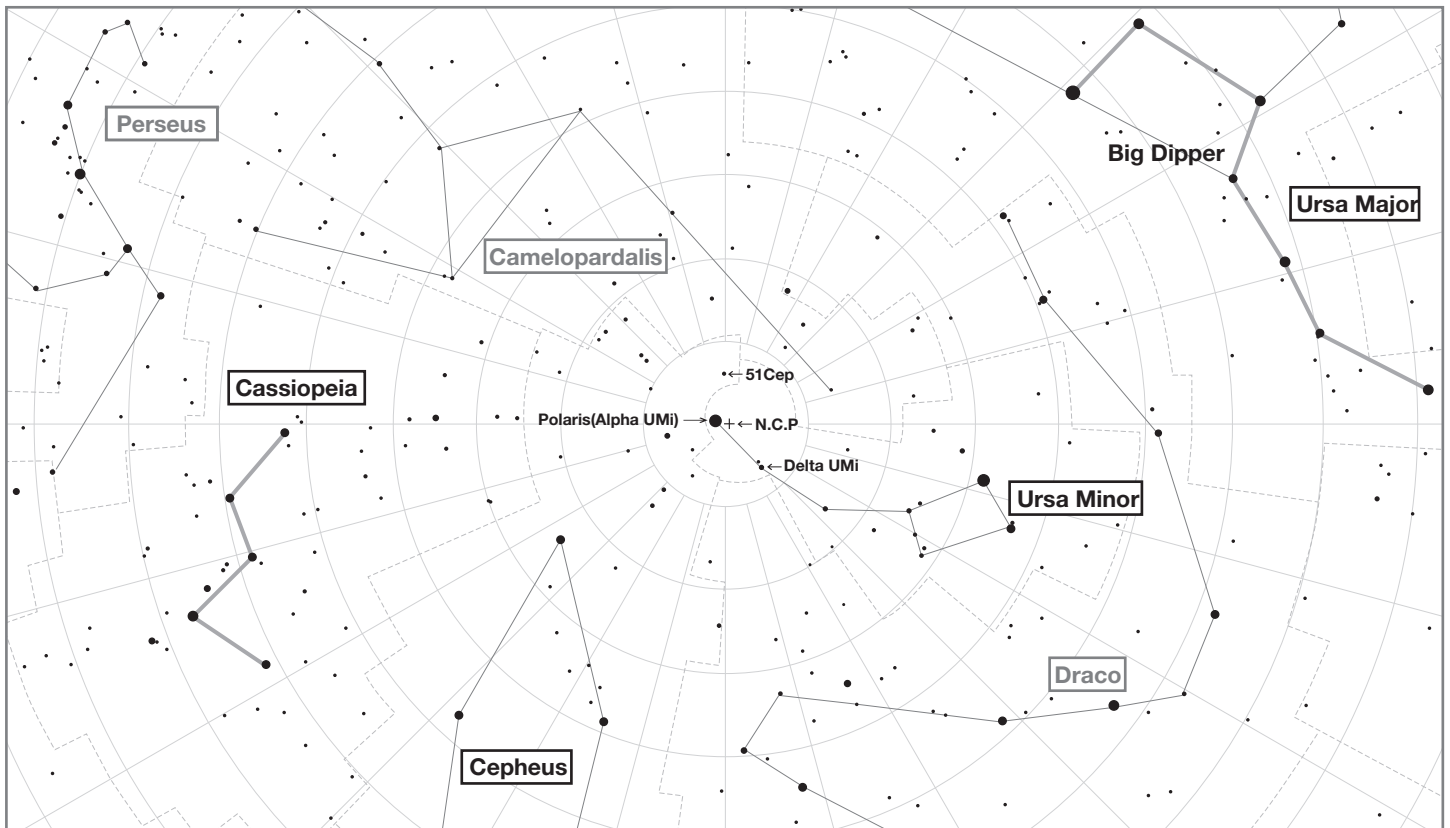 Perseus
Big Dipper
Ursa Major
Camelopardalis
51Cep
Cassiopeia
Polaris(Alpha UMi)
N.C.P
Delta UMi
Ursa Minor
Draco
Cepheus